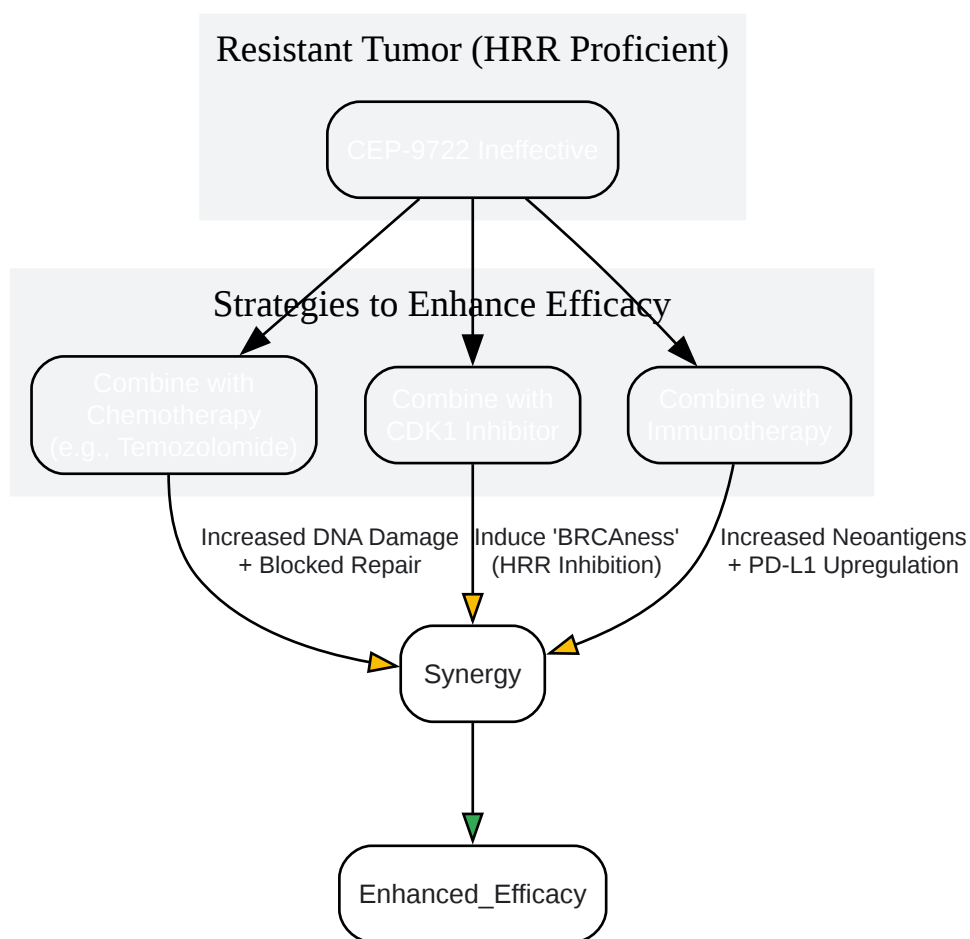 Resistant Tumor (HRR Proficient)
CEP-9722 Ineffective
Strategies to Enhance Efficacy
Combine with
Chemotherapy
(e.g., Temozolomide)
Combine with
CDK1 Inhibitor
Combine with
Immunotherapy
Increased DNA Damage
+ Blocked Repair
Induce 'BRCAness'
(HRR Inhibition)
Increased Neoantigens
+ PD-L1 Upregulation
Synergy
Enhanced_Efficacy